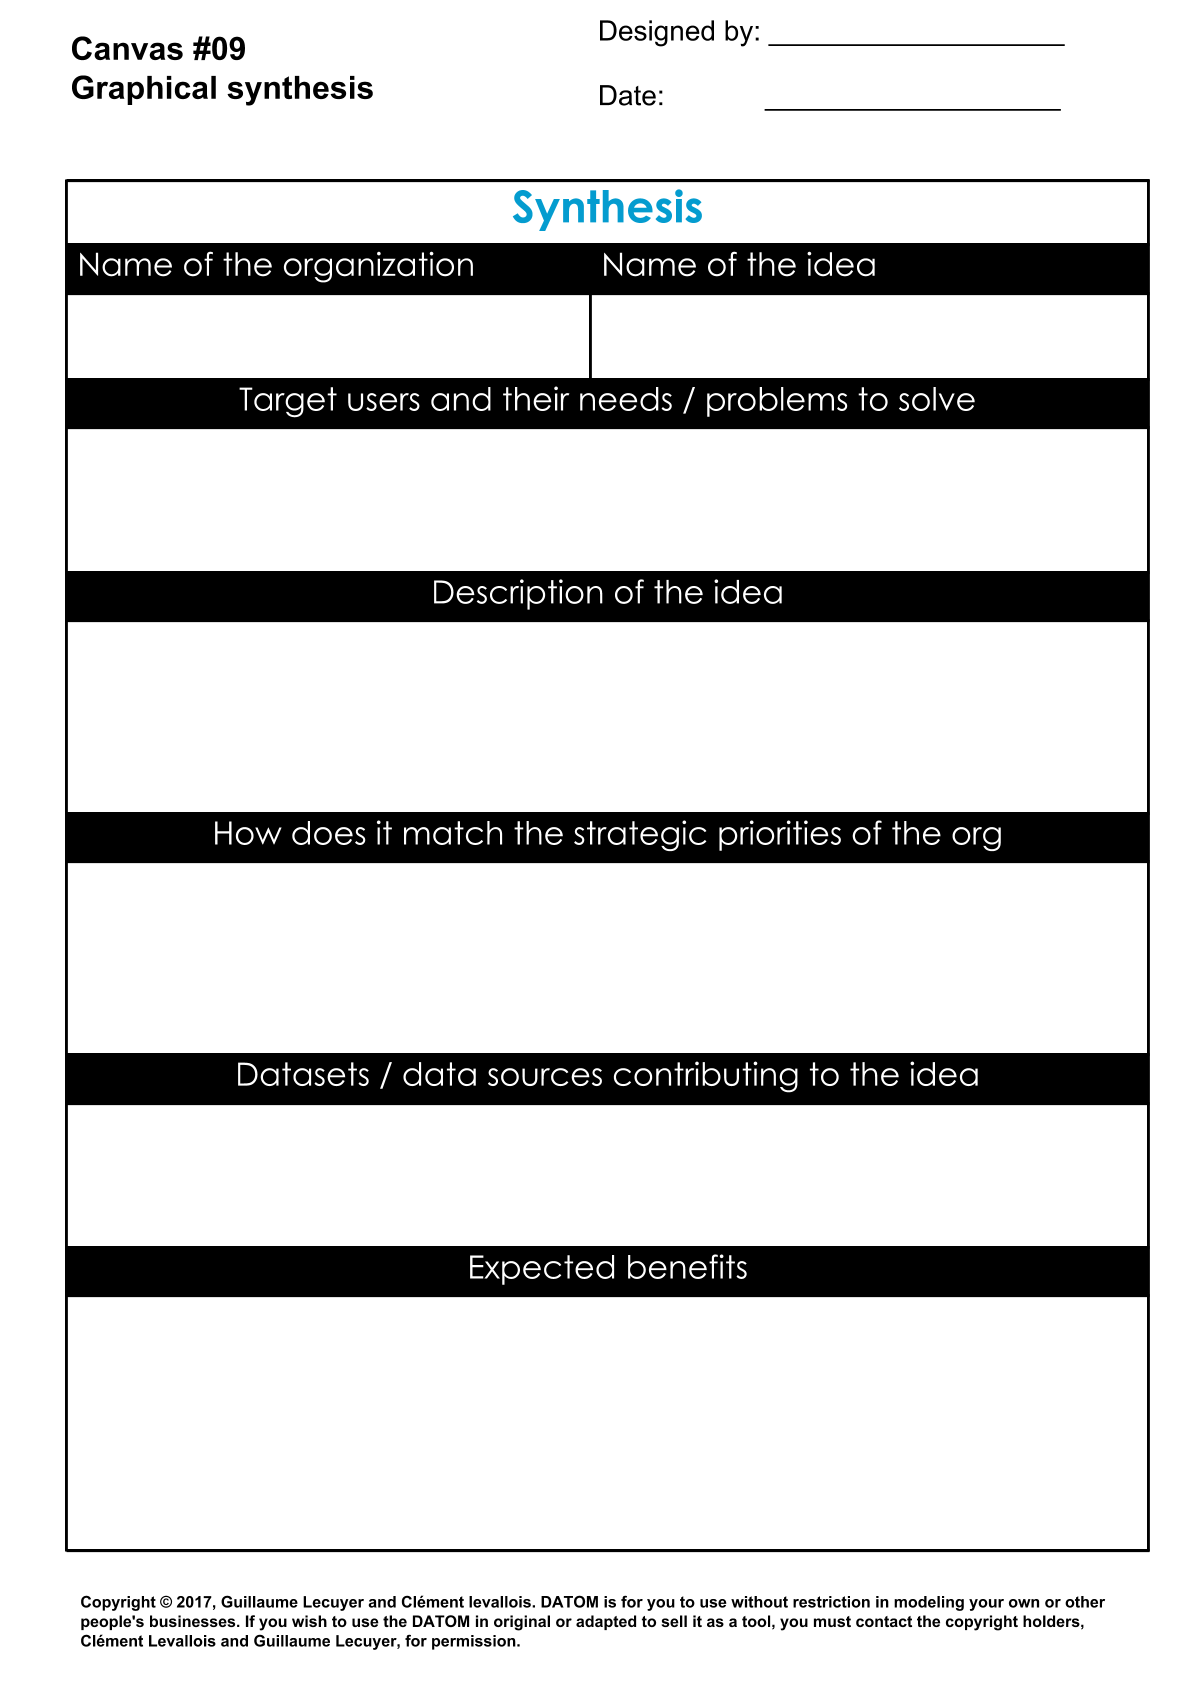 Canvas #09
Graphical synthesis
Designed by: ___________________
Date: ___________________
Synthesis
Name of the organization
Name of the idea
Target users and their needs / problems to solve
Description of the idea
How does it match the strategic priorities of the org
Datasets / data sources contributing to the idea
Expected benefits
Copyright © 2017, Guillaume Lecuyer and Clément levallois. DATOM is for you to use without restriction in modeling your own or other
people's businesses. If you wish to use the DATOM in original or adapted to sell it as a tool, you must contact the copyright holders,
Clément Levallois and Guillaume Lecuyer, for permission.